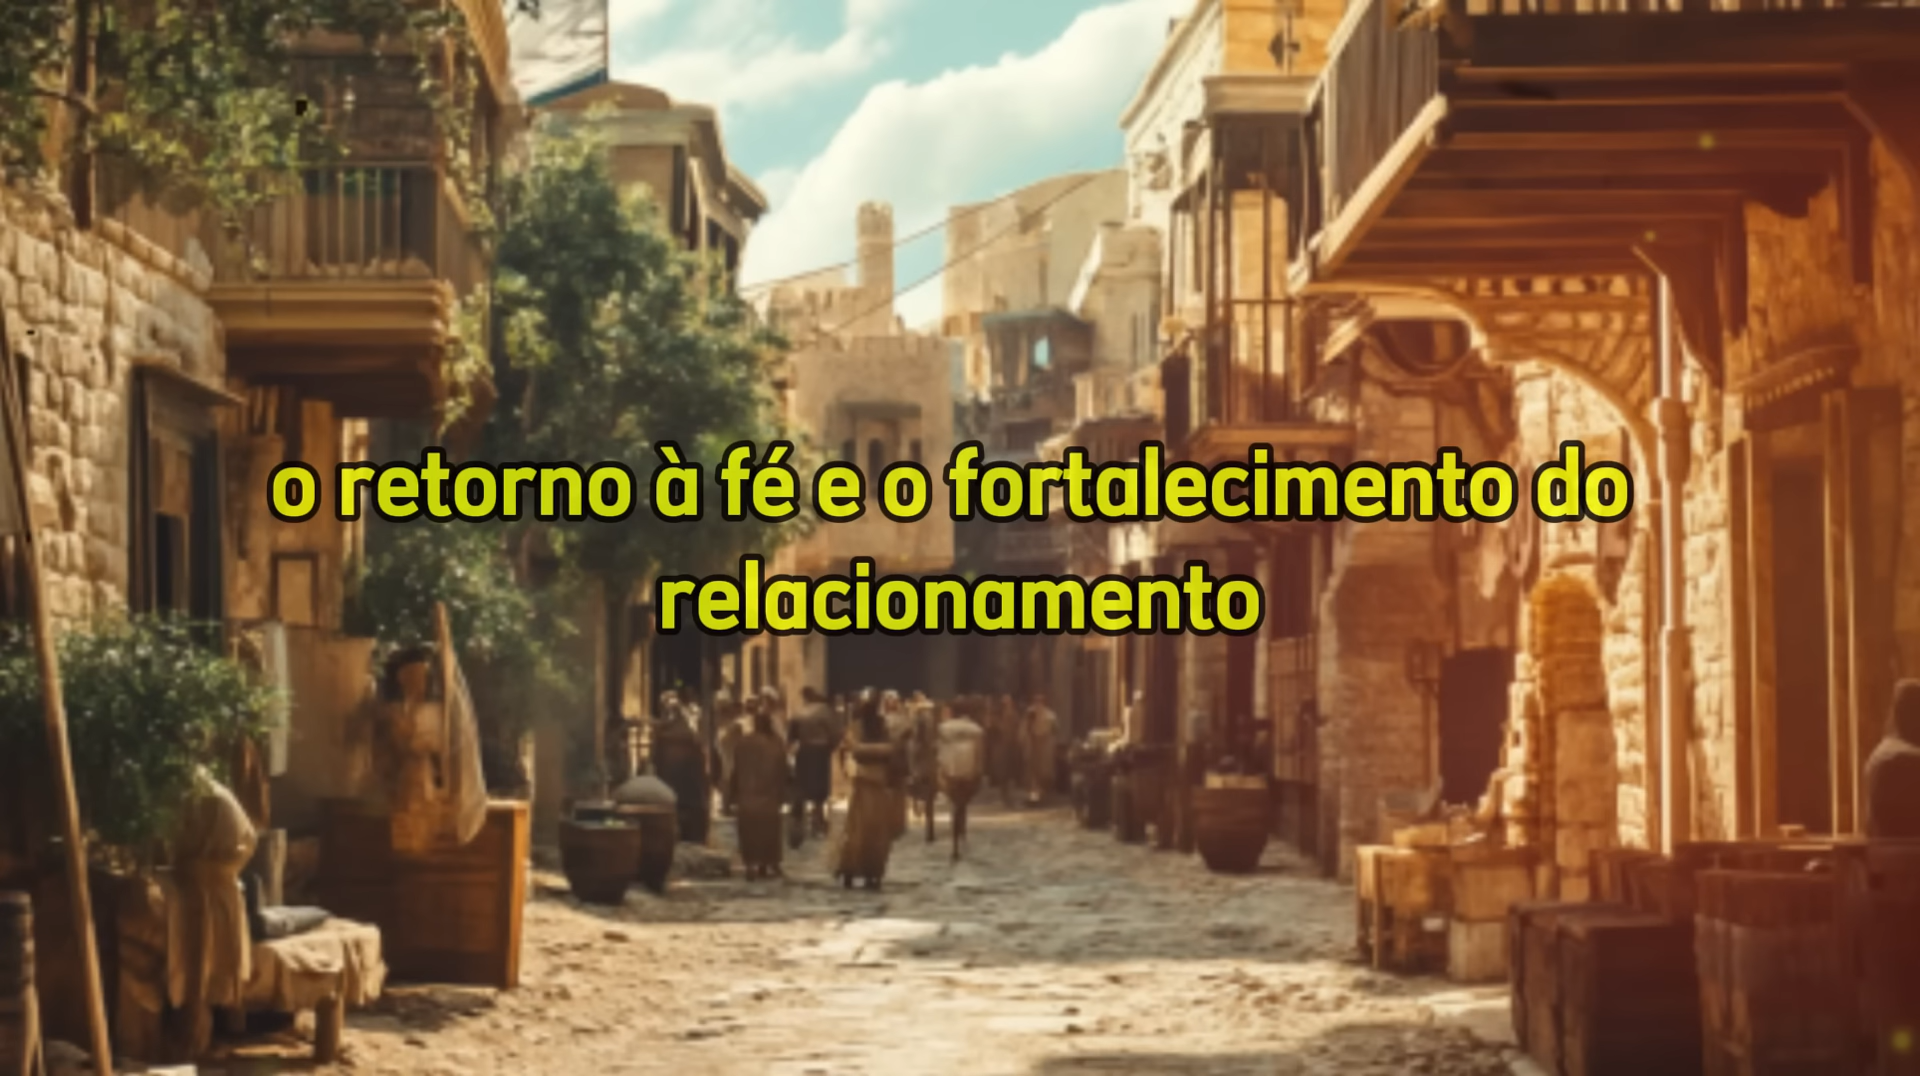 o retorno à fé e o fortalecimento do
relacionamento